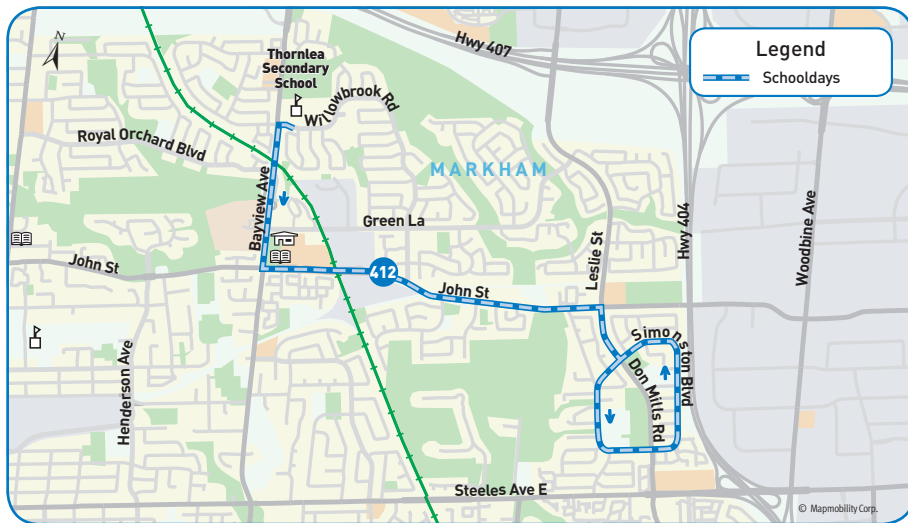 N
Hwy 407
Legend
Schooldays
Thornlea
Secondary
School
Willowbrook Rd
Royal Orchard Blvd
MARKHAM
Bayview Ave
Green La
Leslie St
Hwy 404
Woodbine Ave
John St
412
John St
Simonston Blvd
Don Mills Rd
Henderson Ave
Steeles Ave E
© Mapmobility Corp.